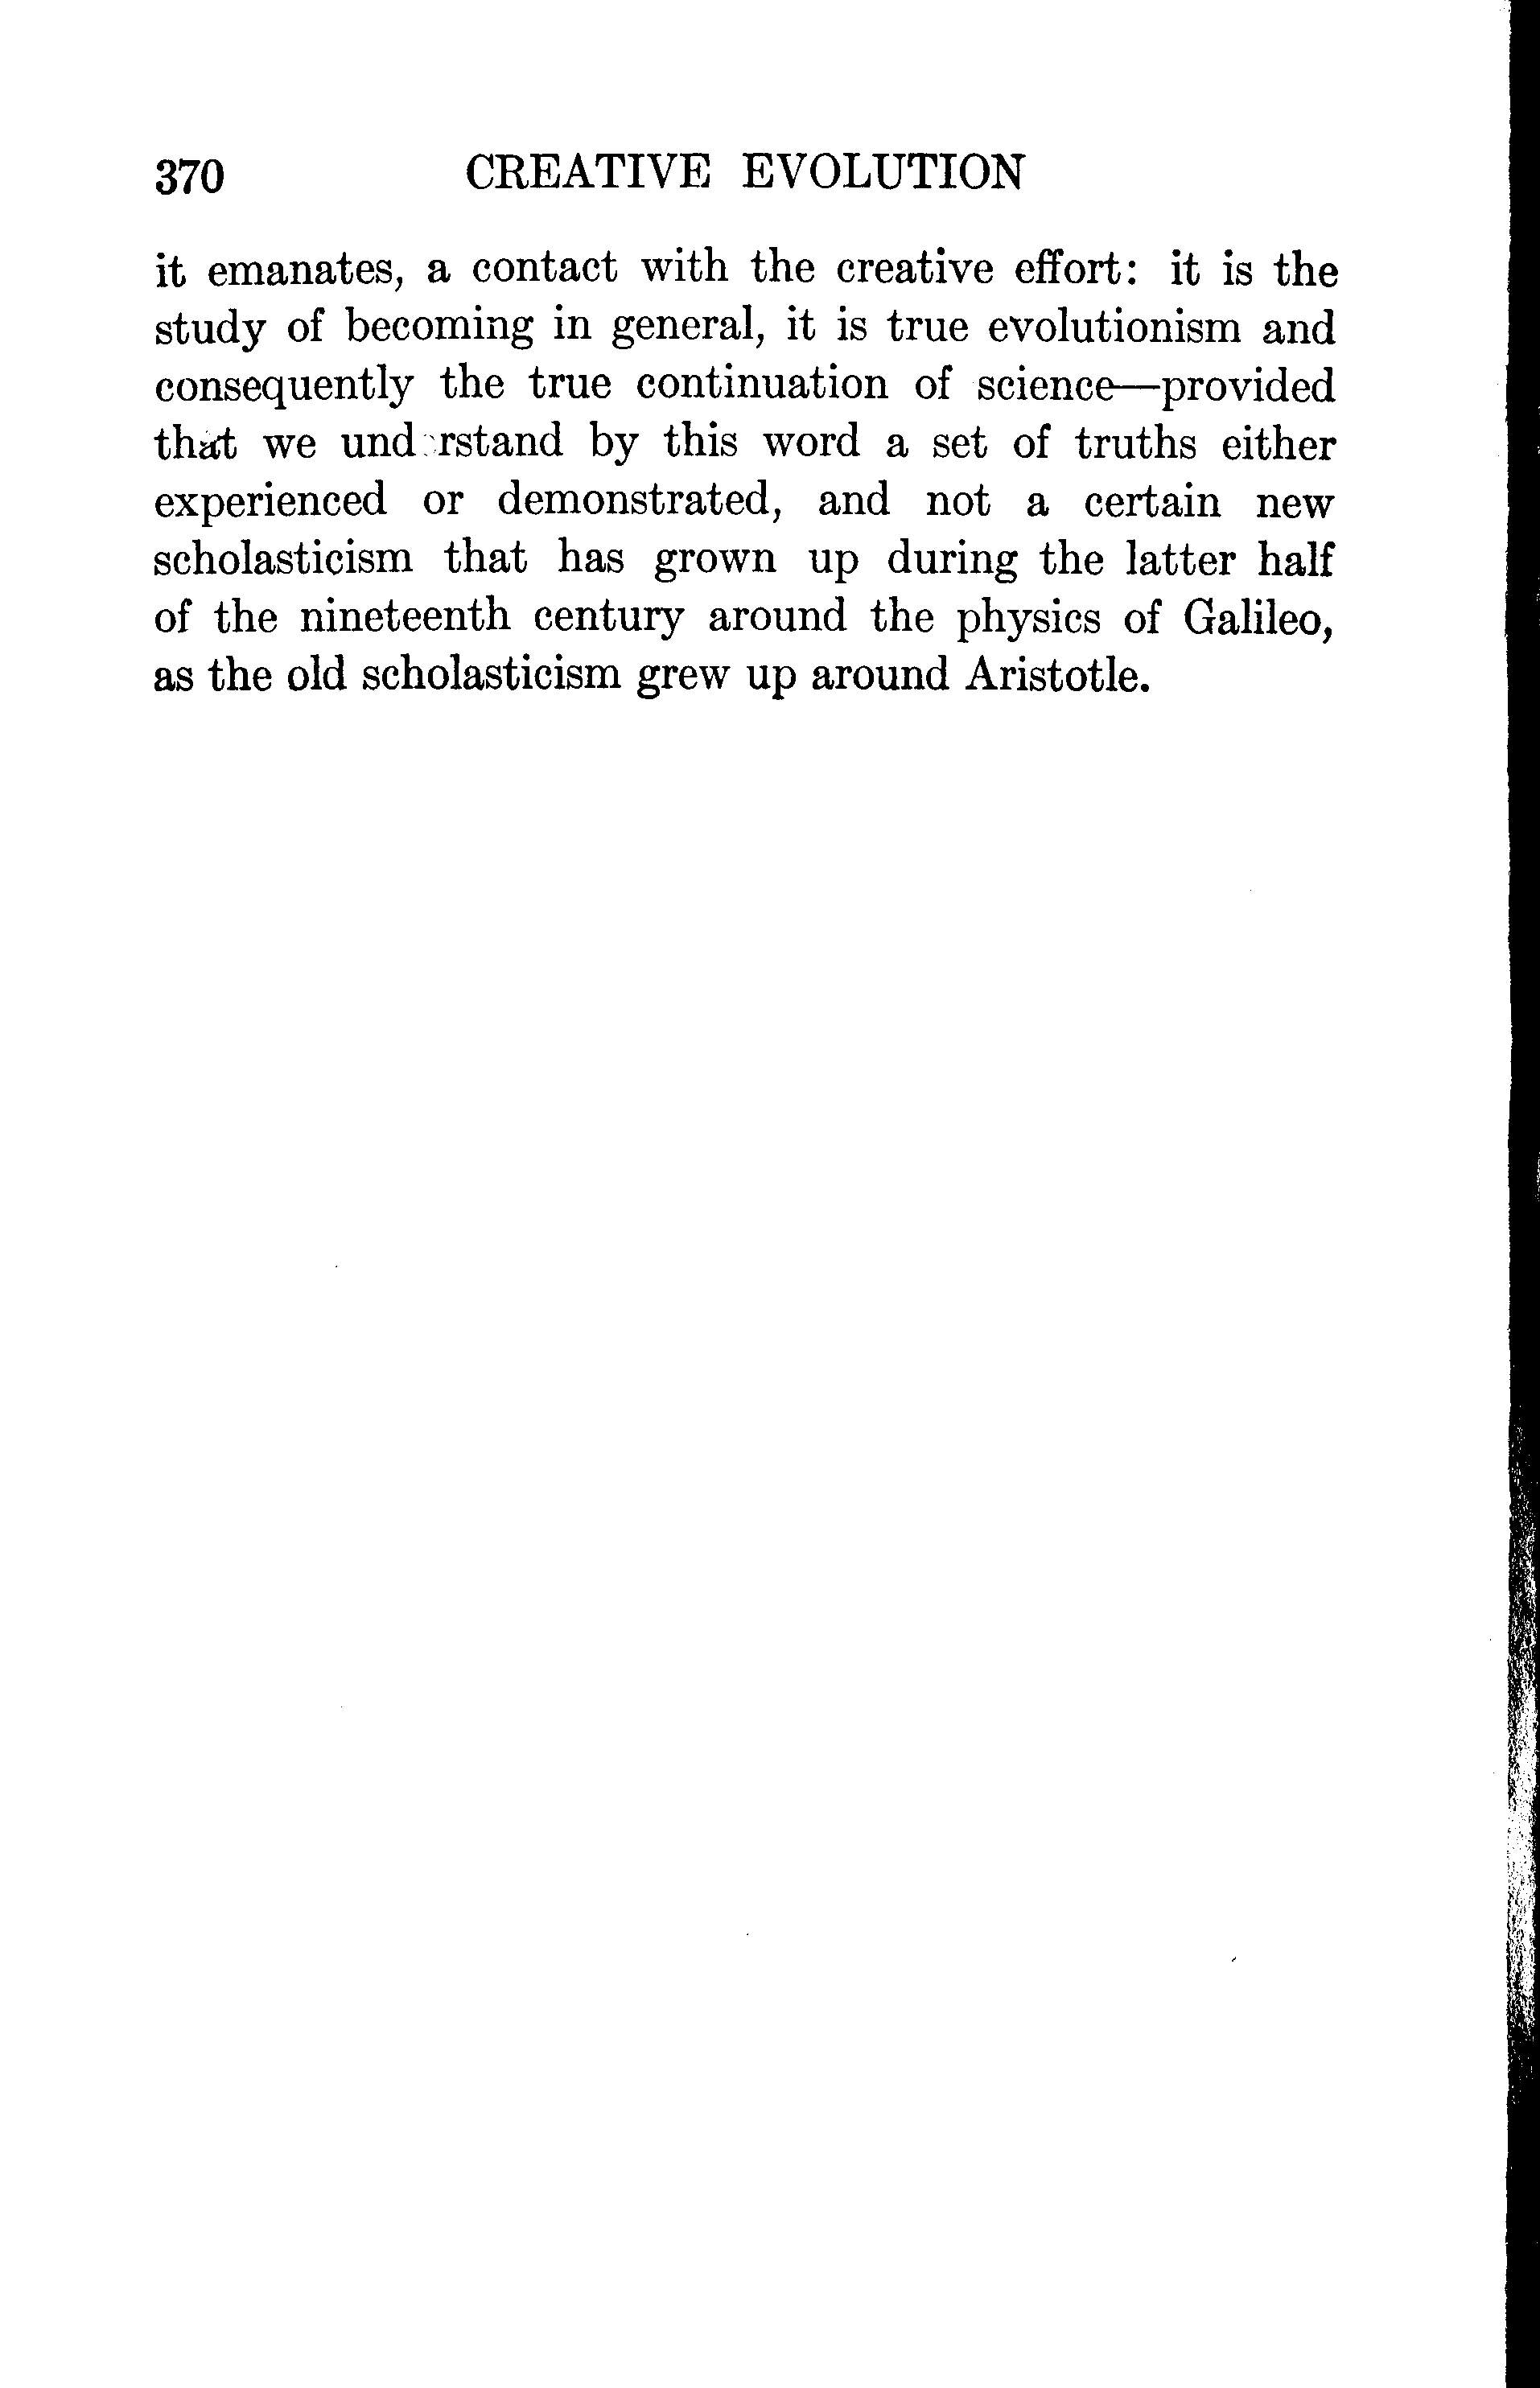 370 CREATIVE EVOLUTION
it emanates, a contact with the creative effort: it is the
study of becoming in general, it is true evolutionism and
consequently the true continuation of science—provided
that we understand by this word a set of truths either
experienced or demonstrated, and not a certain new
scholasticism that has grown up during the latter half
of the nineteenth century around the physics of Galileo,
as the old scholasticism grew up around Aristotle.